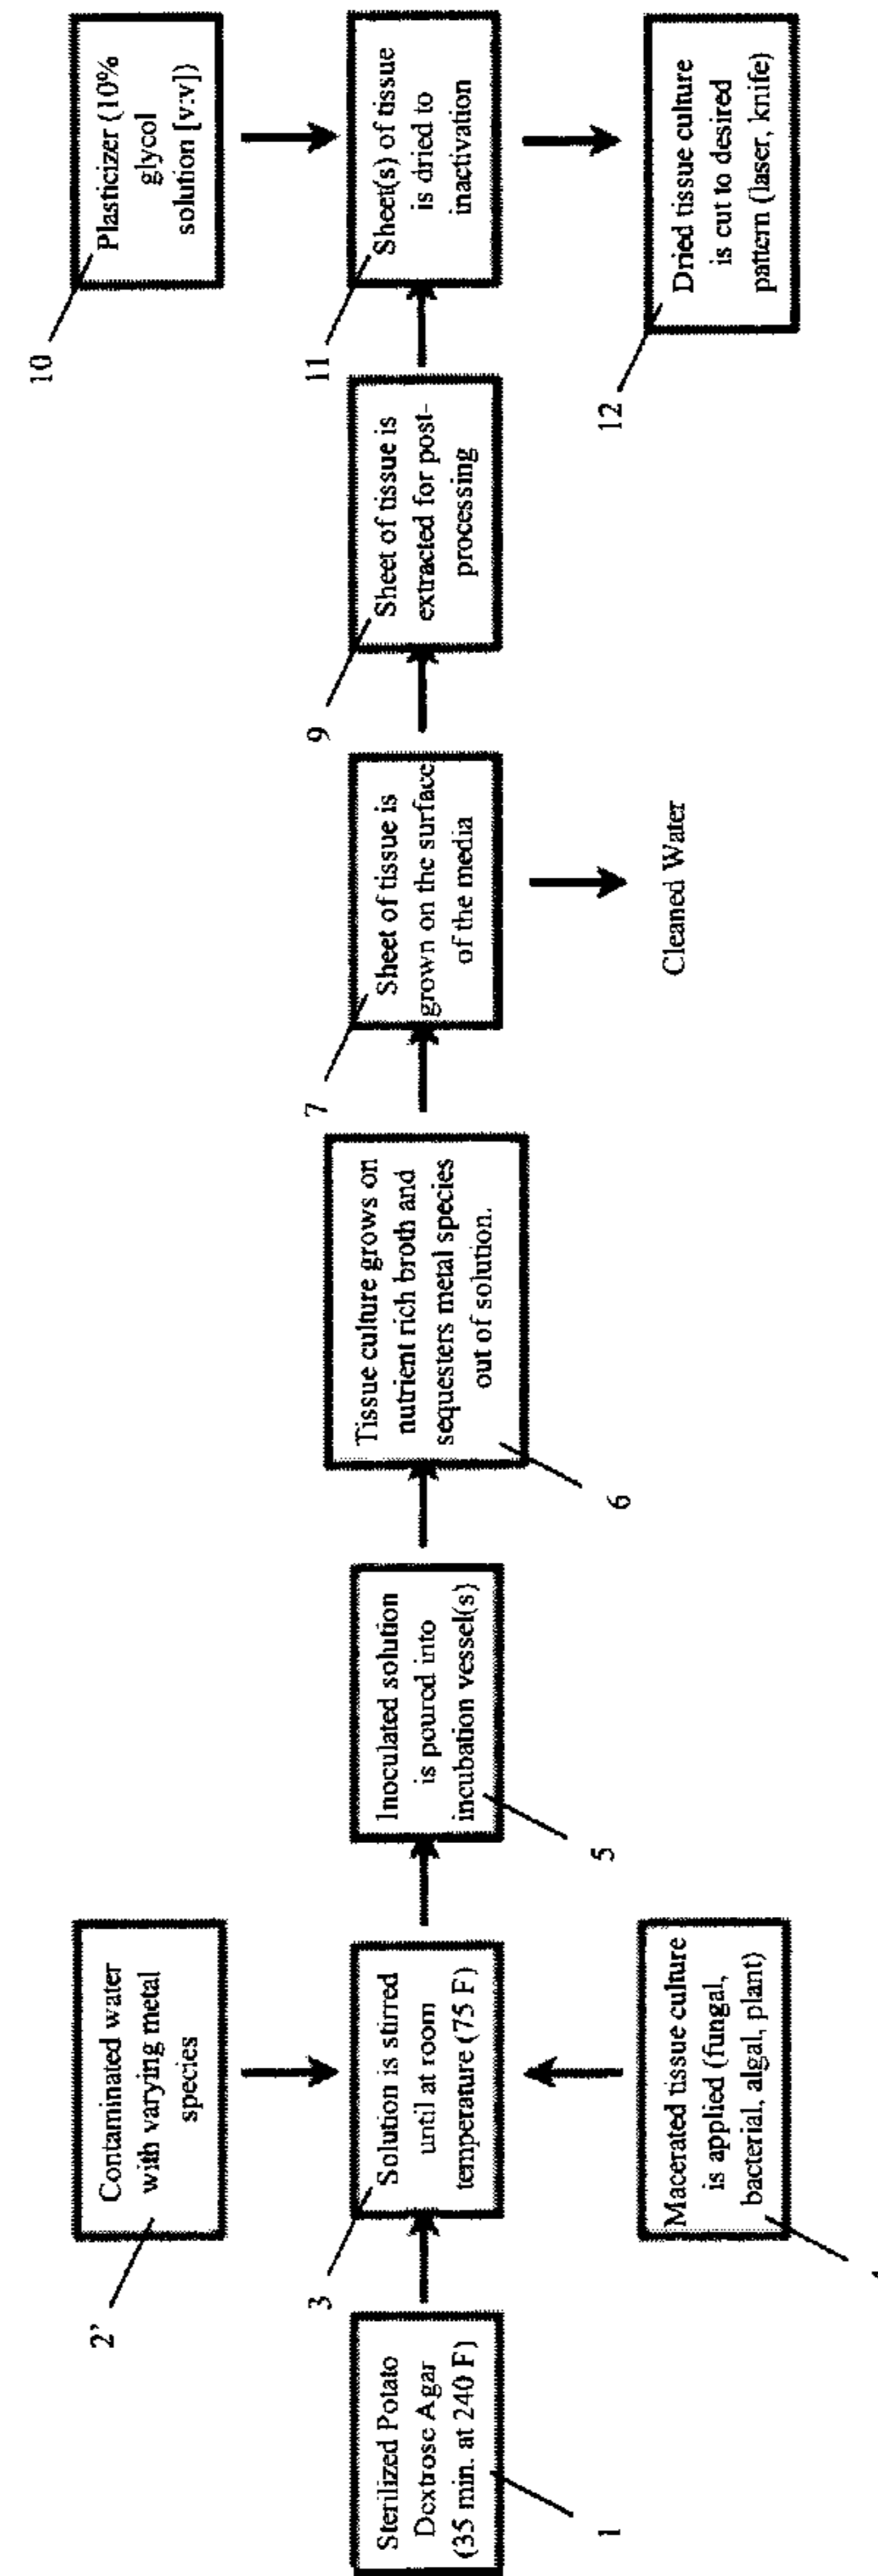 1
Sterilized Potato
Dextrose Agar
(35 min. at 240 F)
2’
Contaminated water
with varying metal
species
3
Solution is stirred
until at room
temperature (75 F)
Macerated tissue culture
is applied (fungal,
bacterial, algal, plant)
5
Inoculated solution
is poured into
incubation vessel(s)
6
Tissue culture grows on
nutrient rich broth and
sequesters metal species
out of solution.
7
Sheet of tissue is
grown on the surface
of the media
Cleaned Water
9
Sheet of tissue is
extracted for post-
processing
10
Plasticizer (10%
glycol
solution [v:v])
11
Sheet(s) of tissue
is dried to
inactivation
12
Dried tissue culture
is cut to desired
pattern (laser, knife)